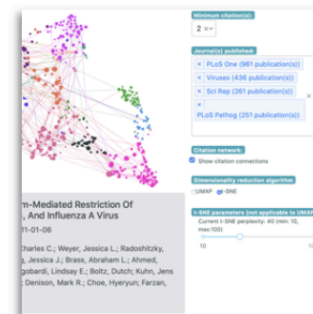 Minimum citation(s):
2 ×
Journal(s) published:
× PLoS One (961 publication(s))
× Viruses (436 publication(s))
× Sci Rep (261 publication(s))
×
PLoS Pathog (251 publication(s))
Citation network:
Show citation connections
Dimensionality reduction algorithm
UMAP t-SNE
t-SNE parameters (not applicable to UMAP
Current t-SNE perplexity: 40 (min: 10,
max:100)
10 10
m-Mediated Restriction Of
, And Influenza A Virus
11-01-06
Charles C.; Weyer, Jessica L.; Radoshitzky,
g, Jessica J.; Brass, Abraham L.; Ahmed,
gobardi, Lindsay E.; Boltz, Dutch; Kuhn, Jens
; Denison, Mark R.; Choe, Hyeryun; Farzan,